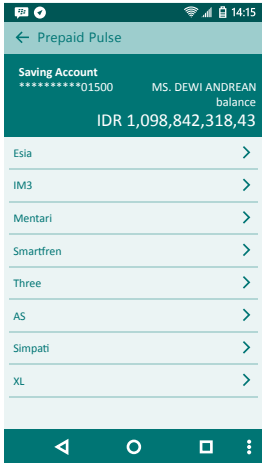 14:15
Prepaid Pulse
Saving Account
**********01500 MS. DEWI ANDREAN
balance
IDR 1,098,842,318,43
Esia
IM3
Mentari
Smartfren
Three
AS
Simpati
XL